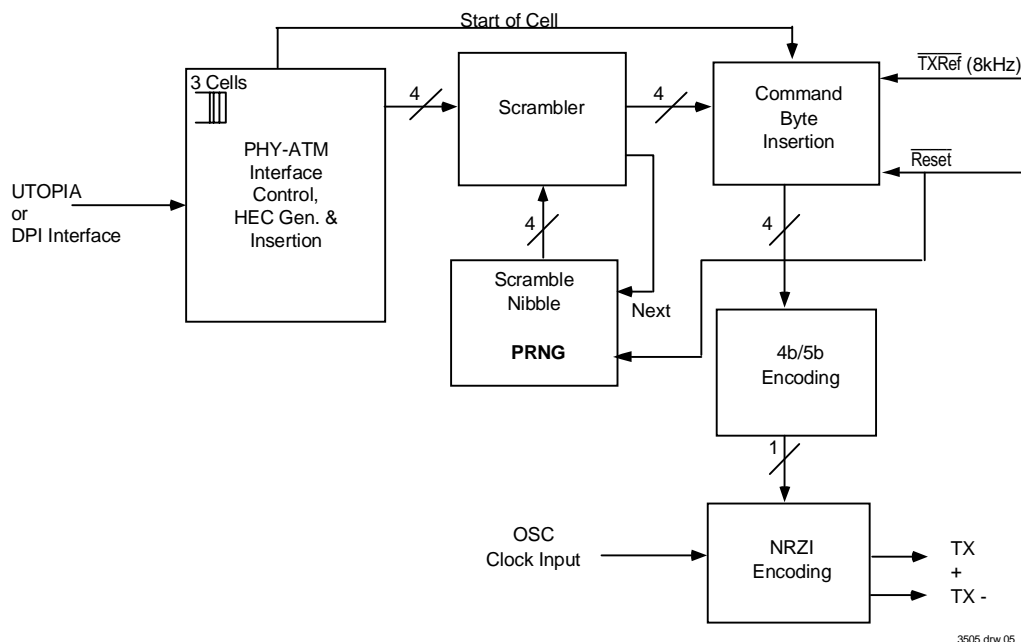 Start of Cell
3 Cells
4
4
TXRef (8kHz)
Scrambler
Command
Byte
Insertion
PHY-ATM
Interface
Control,
HEC Gen. &
Insertion
Reset
UTOPIA
or
DPI Interface
4
4
Scramble
Nibble
Next
PRNG
4b/5b
Encoding
1
OSC
Clock Input
NRZI
Encoding
TX
+
TX -
3505 drw 05